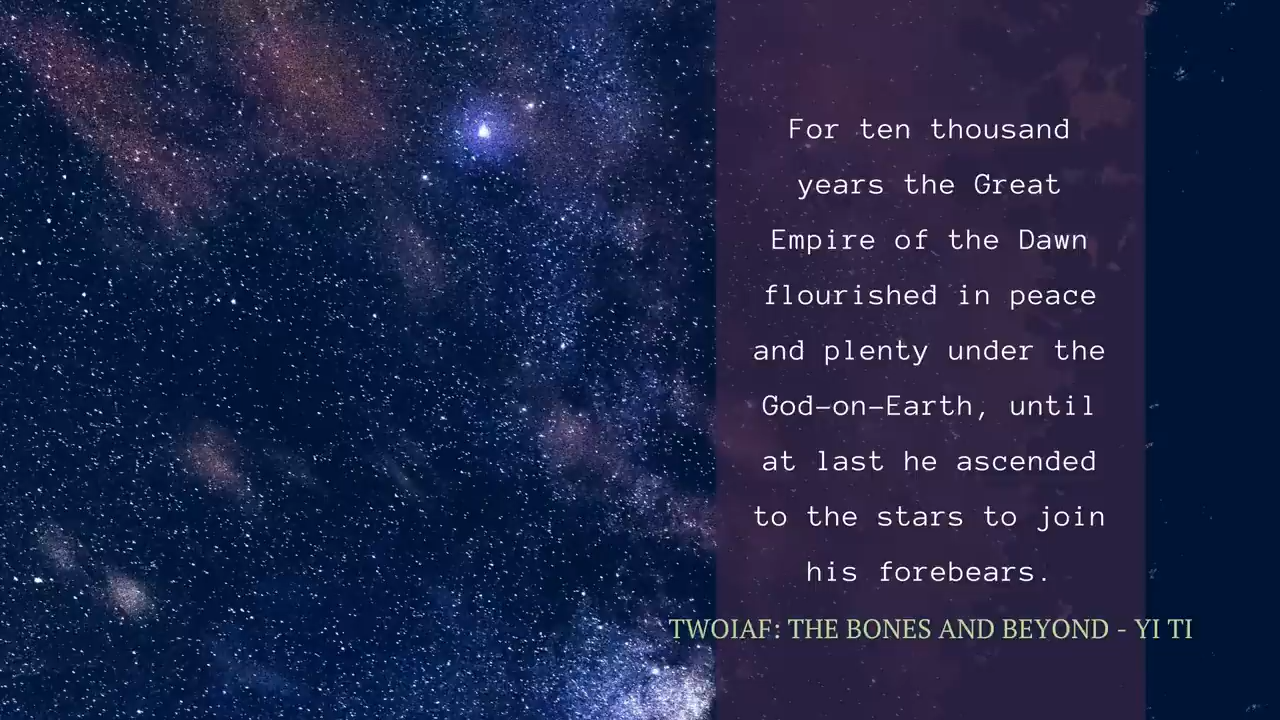 For ten thousand
years the Great
Empire of the Dawn
flourished in peace
and plenty under the
God-on-Earth, until
at last he ascended
to the stars to join
his forebears.
TWOIAF: THE BONES AND BEYOND - YI TI